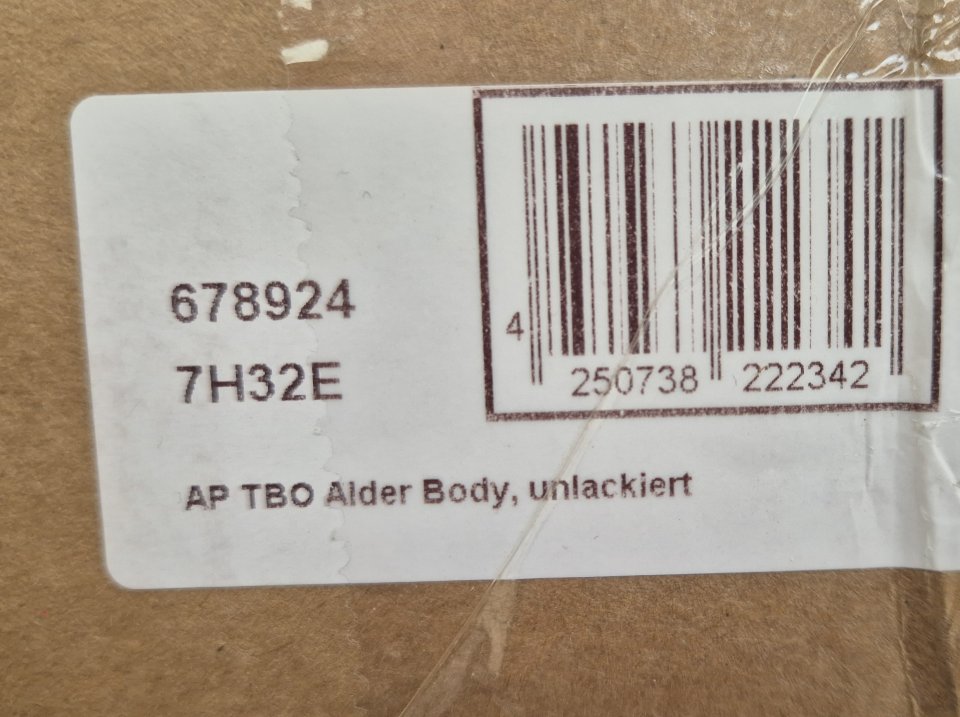 678924
7H32E
4 250738 222342
AP TBO Alder Body, unlackiert